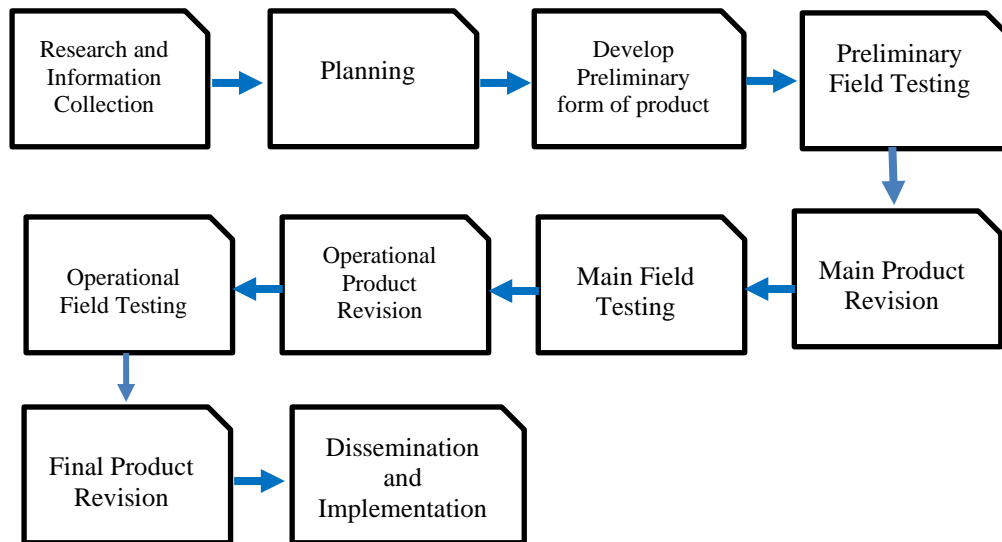 Research and
Information
Collection
Planning
Develop
Preliminary
form of product
Preliminary
Field Testing
Main Product
Revision
Main Field
Testing
Operational
Product
Revision
Operational
Field Testing
Final Product
Revision
Dissemination
and
Implementation